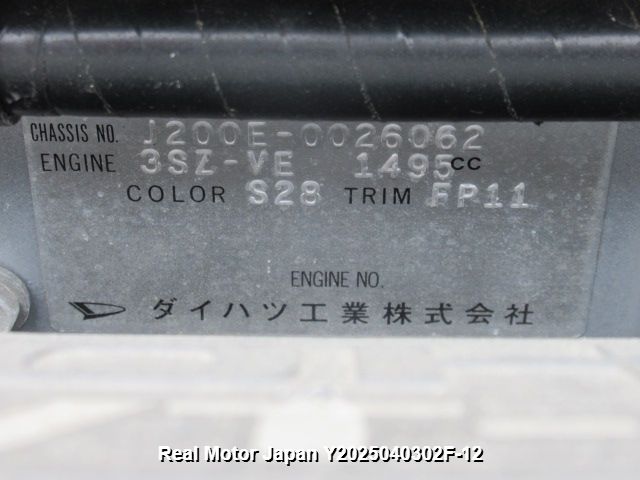 CHASSIS NO. J200E-0026062
ENGINE 3SZ-VE 1495cc
COLOR S28 TRIM FP11
ENGINE NO.
ダイハツ工業株式会社
Real Motor Japan Y2025040302F-12